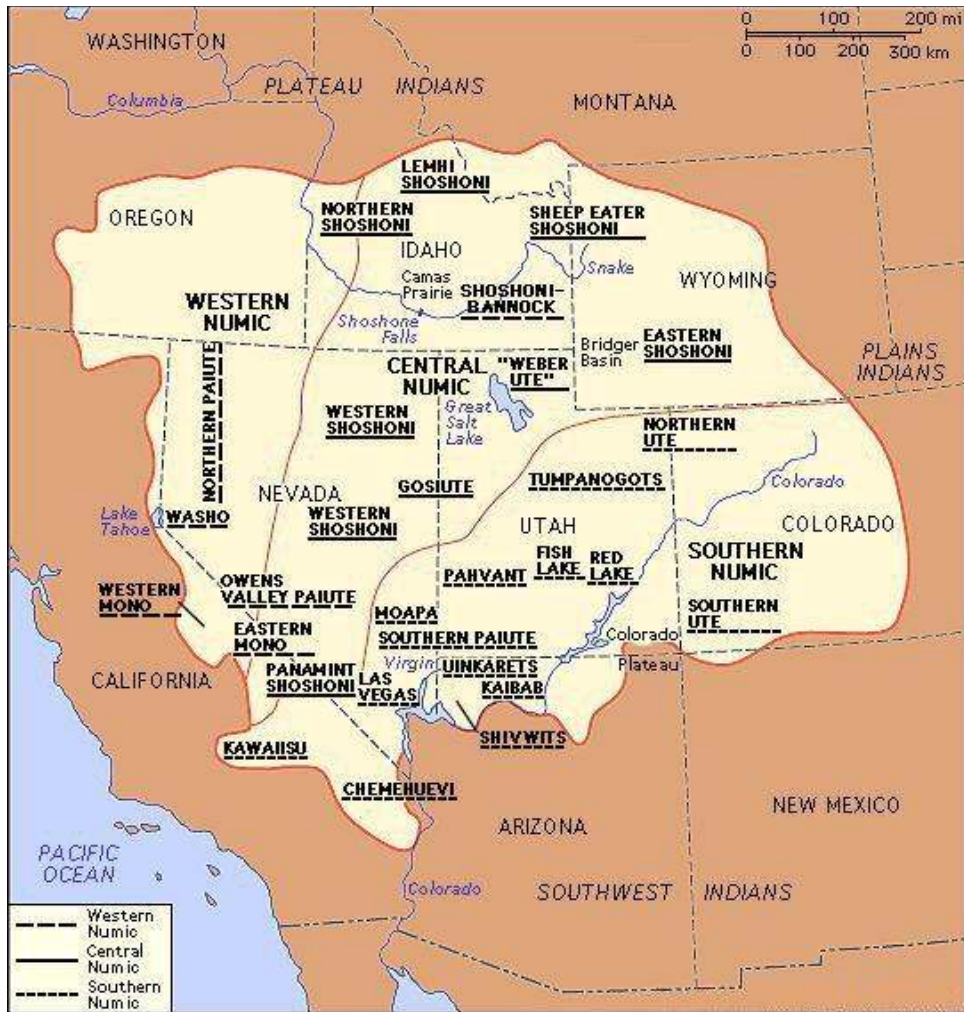 0 100 200 mi
0 100 200 300 km
WASHINGTON
PLATEAU INDIANS
Columbia
MONTANA
LEMHI
SHOSHONI
OREGON
NORTHERN
SHOSHONI
SHEEP EATER
SHOSHONI
IDAHO
Snake
Camas
Prairie
WYOMING
SHOSHONI-
BANNOCK
WESTERN
NUMIC
Shoshone
Falls
Bridger
Basin
EASTERN
SHOSHONI
PLAINS
INDIANS
NORTHERN PAIUTE
CENTRAL
NUMIC
"WEBER
UTE"
WESTERN
SHOSHONI
Great
Salt
Lake
NORTHERN
UTE
GOSIUTE
TUMPANOGOTS
Colorado
NEVADA
Lake
Tahoe
WASHO
WESTERN
SHOSHONI
UTAH
COLORADO
FISH
LAKE
RED
LAKE
SOUTHERN
NUMIC
PAHVANT
WESTERN
MONO
OWENS
VALLEY PAIUTE
MOAPA
SOUTHERN
UTE
EASTERN
MONO
SOUTHERN PAIUTE
Colorado
Plateau
CALIFORNIA
PANAMINT
SHOSHONI
Virgin
UINKARETS
LAS
VEGAS
KAIBAB
SHIVWITS
KAWAIISU
CHEMEHUEVI
NEW MEXICO
ARIZONA
PACIFIC
OCEAN
Colorado
SOUTHWEST INDIANS
Western
Numic
Central
Numic
Southern
Numic